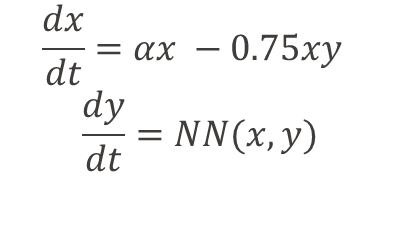 dx/dt = αx − 0.75xy
dy/dt = NN(x, y)